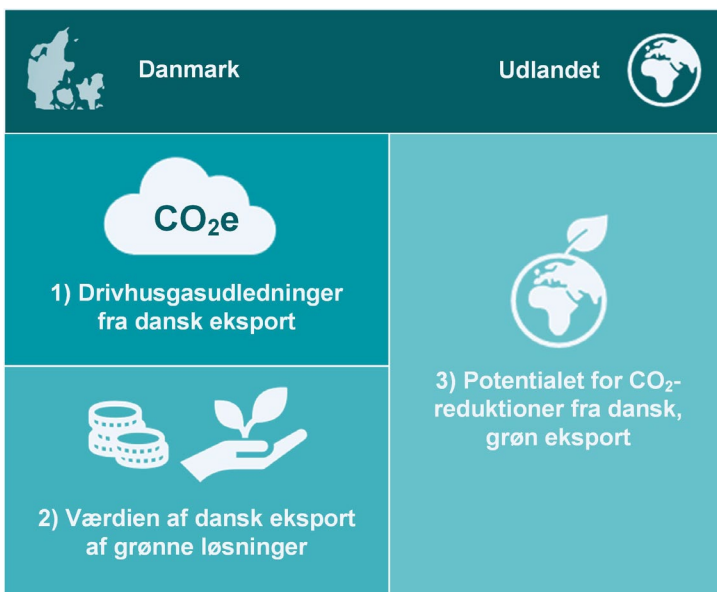 Danmark
Udlandet
CO₂e
1) Drivhusgasudledninger
fra dansk eksport
2) Værdien af dansk eksport
af grønne løsninger
3) Potentialet for CO₂-
reduktioner fra dansk,
grøn eksport